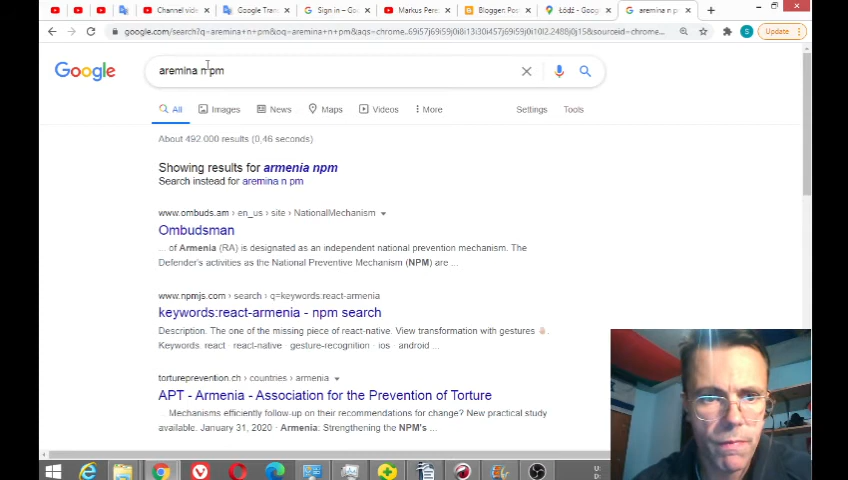 Channel vide
Google Tran
Sign in – Goo
Markus Pere
Blogger: Pos
Łódź - Goog
aremina n p
google.com/search?q=aremina+n+pm&oq=aremina+n+pm&aqs=chrome..69i57j69i59j0i8i13i30i457j69i59j0i10l2.2488j0j15&sourceid=chrome...
Update
Google
aremina n pm
All
Images
News
Maps
Videos
More
Settings
Tools
About 492 000 results (0,46 seconds)
Showing results for armenia npm
Search instead for aremina n pm
www.ombuds.am › en_us › site › NationalMechanism
Ombudsman
... of Armenia (RA) is designated as an independent national prevention mechanism. The
Defender's activities as the National Preventive Mechanism (NPM) are ...
www.npmjs.com › search › q=keywords:react-armenia
keywords:react-armenia - npm search
Description. The one of the missing piece of react-native. View transformation with gestures 👌.
Keywords. react · react-native · gesture-recognition · ios · android ...
tortureprevention.ch › countries › armenia
APT - Armenia - Association for the Prevention of Torture
... Mechanisms efficiently follow-up on their recommendations for change? New practical study
available. January 31, 2020 - Armenia: Strengthening the NPM's ...
U:
D: